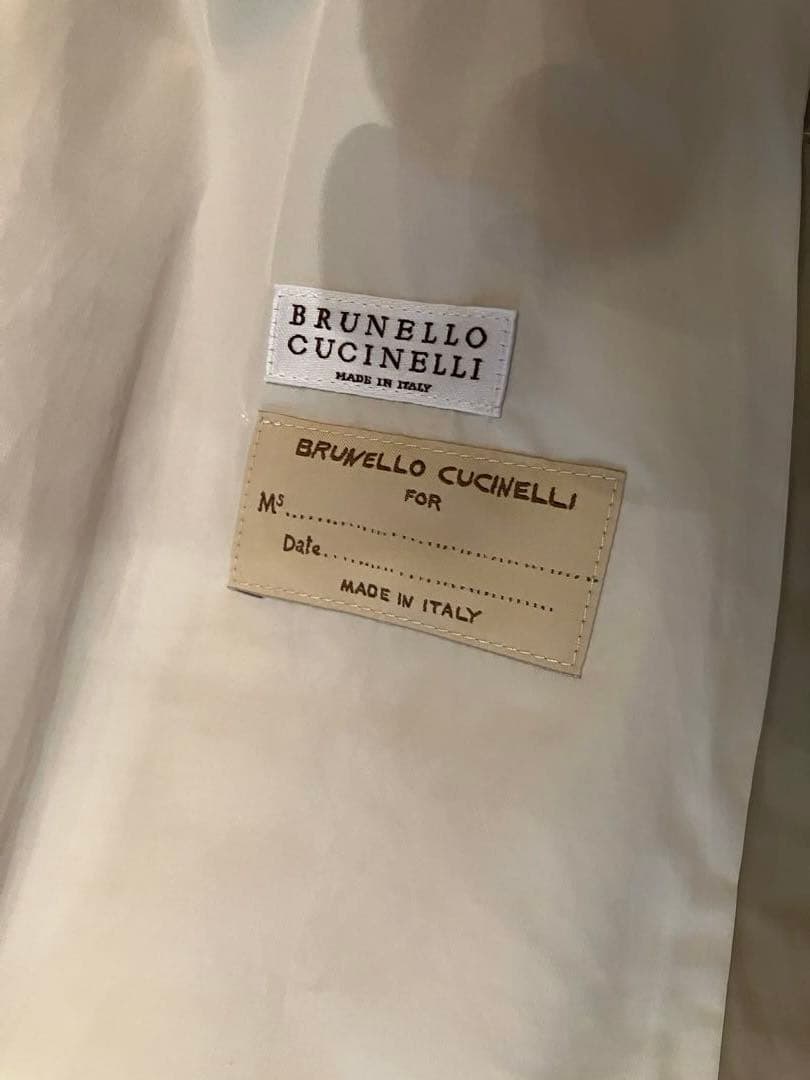 BRUNELLO
CUCINELLI
MADE IN ITALY
BRUNELLO CUCINELLI
FOR
Ms................................................
Date....................................
MADE IN ITALY